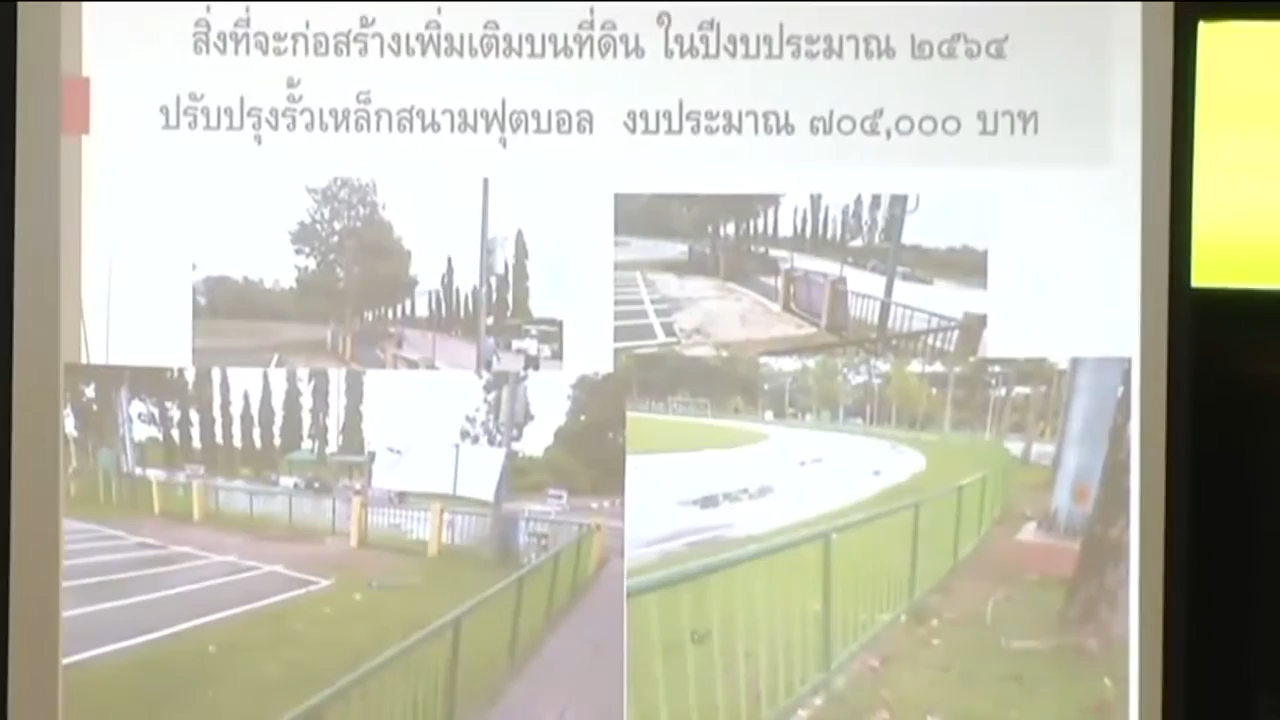 สิ่งที่จะก่อสร้างเพิ่มเติมบนที่ดิน ในปีงบประมาณ ๒๕๖๔
ปรับปรุงรั้วเหล็กสนามฟุตบอล งบประมาณ ๗๐๕,๐๐๐ บาท